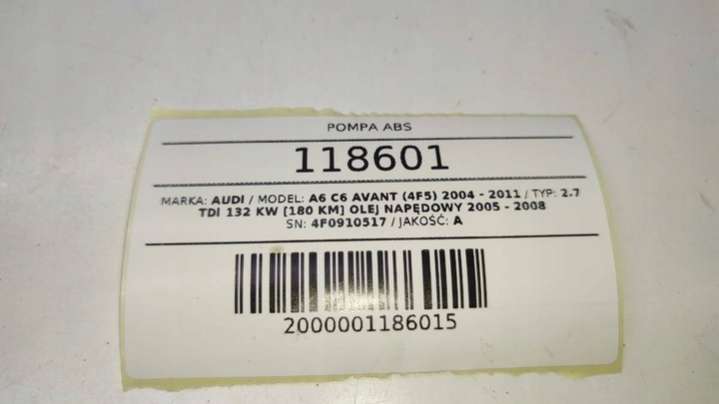 POMPA ABS
118601
MARKA: AUDI / MODEL: A6 C6 AVANT (4F5) 2004 - 2011 / TYP: 2.7
TDI 132 KW [180 KM] OLEJ NAPĘDOWY 2005 - 2008
SN: 4F0910517 / JAKOŚĆ: A
2000001186015